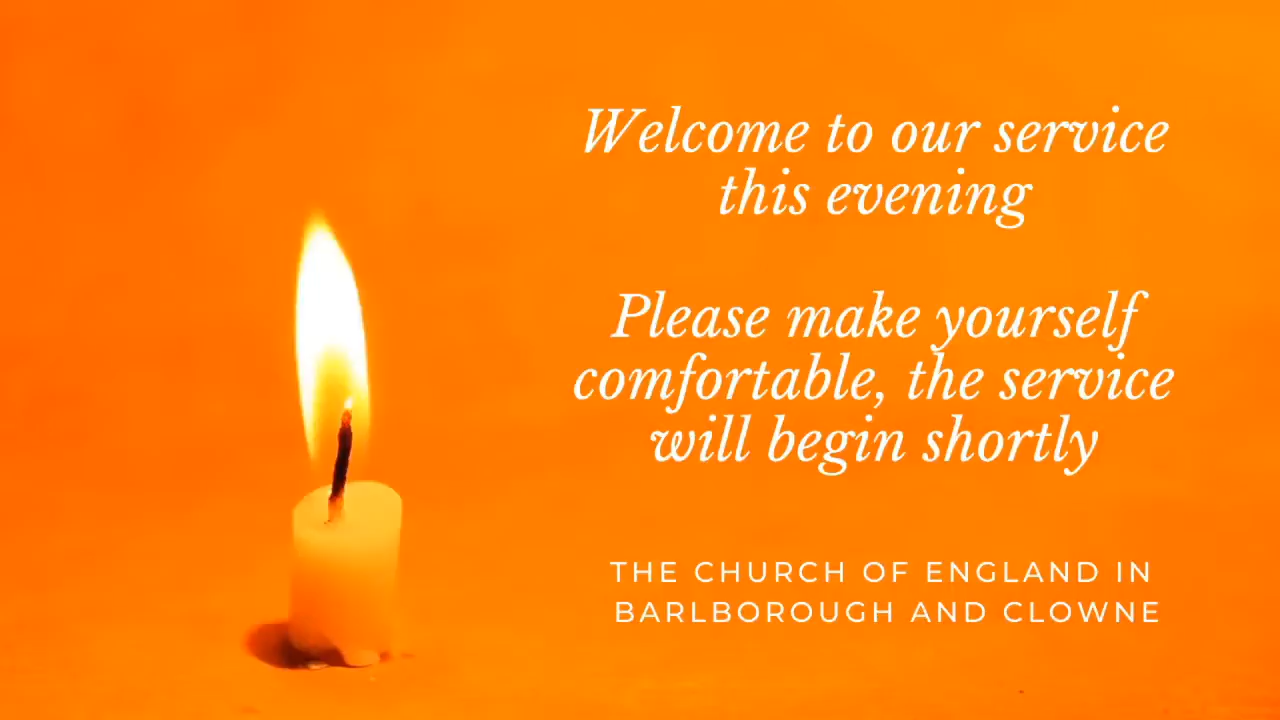 Welcome to our service
this evening
Please make yourself
comfortable, the service
will begin shortly
THE CHURCH OF ENGLAND IN
BARLBOROUGH AND CLOWNE